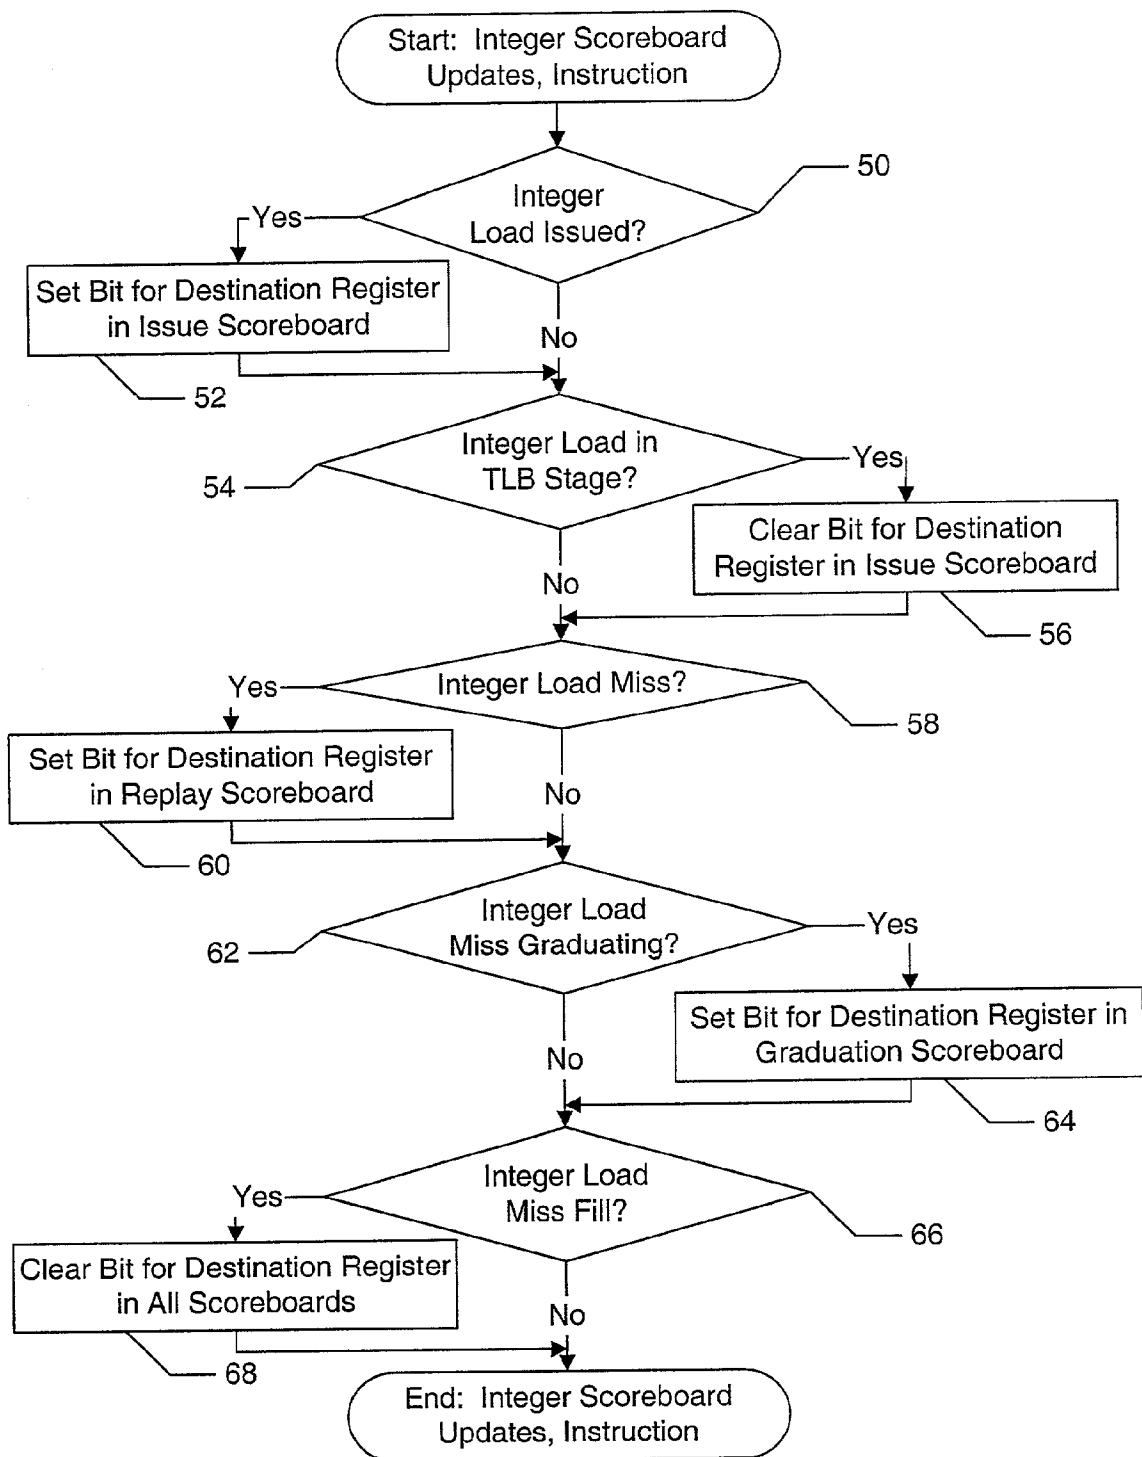 Start: Integer Scoreboard
Updates, Instruction
50
Integer
Load Issued?
Yes
Set Bit for Destination Register
in Issue Scoreboard
No
52
Integer Load in
TLB Stage?
Yes
54
Clear Bit for Destination
Register in Issue Scoreboard
No
56
Integer Load Miss?
Yes
58
Set Bit for Destination Register
in Replay Scoreboard
No
60
Integer Load
Miss Graduating?
Yes
62
Set Bit for Destination Register in
Graduation Scoreboard
No
64
Integer Load
Miss Fill?
Yes
66
Clear Bit for Destination Register
in All Scoreboards
No
68
End: Integer Scoreboard
Updates, Instruction